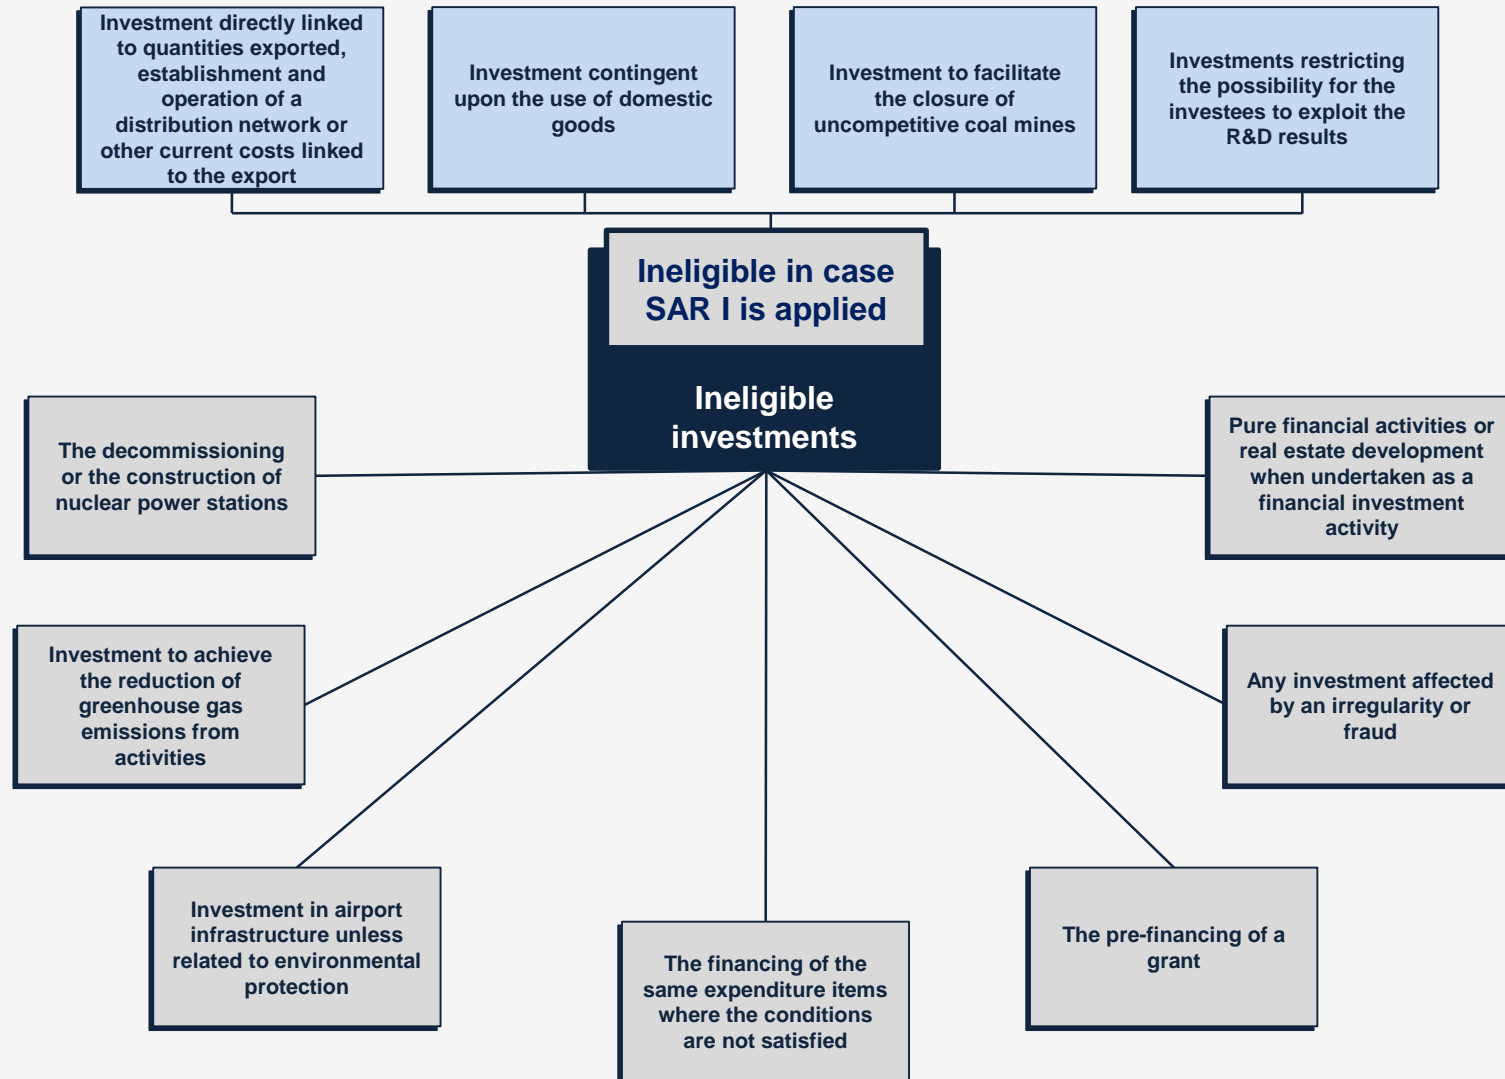 Investment directly linked
to quantities exported,
establishment and
operation of a
distribution network or
other current costs linked
to the export
Investment contingent
upon the use of domestic
goods
Investment to facilitate
the closure of
uncompetitive coal mines
Investments restricting
the possibility for the
investees to exploit the
R&D results
Ineligible in case
SAR I is applied
Ineligible
investments
The decommissioning
or the construction of
nuclear power stations
Pure financial activities or
real estate development
when undertaken as a
financial investment
activity
Investment to achieve
the reduction of
greenhouse gas
emissions from
activities
Any investment affected
by an irregularity or
fraud
Investment in airport
infrastructure unless
related to environmental
protection
The financing of the
same expenditure items
where the conditions
are not satisfied
The pre-financing of a
grant